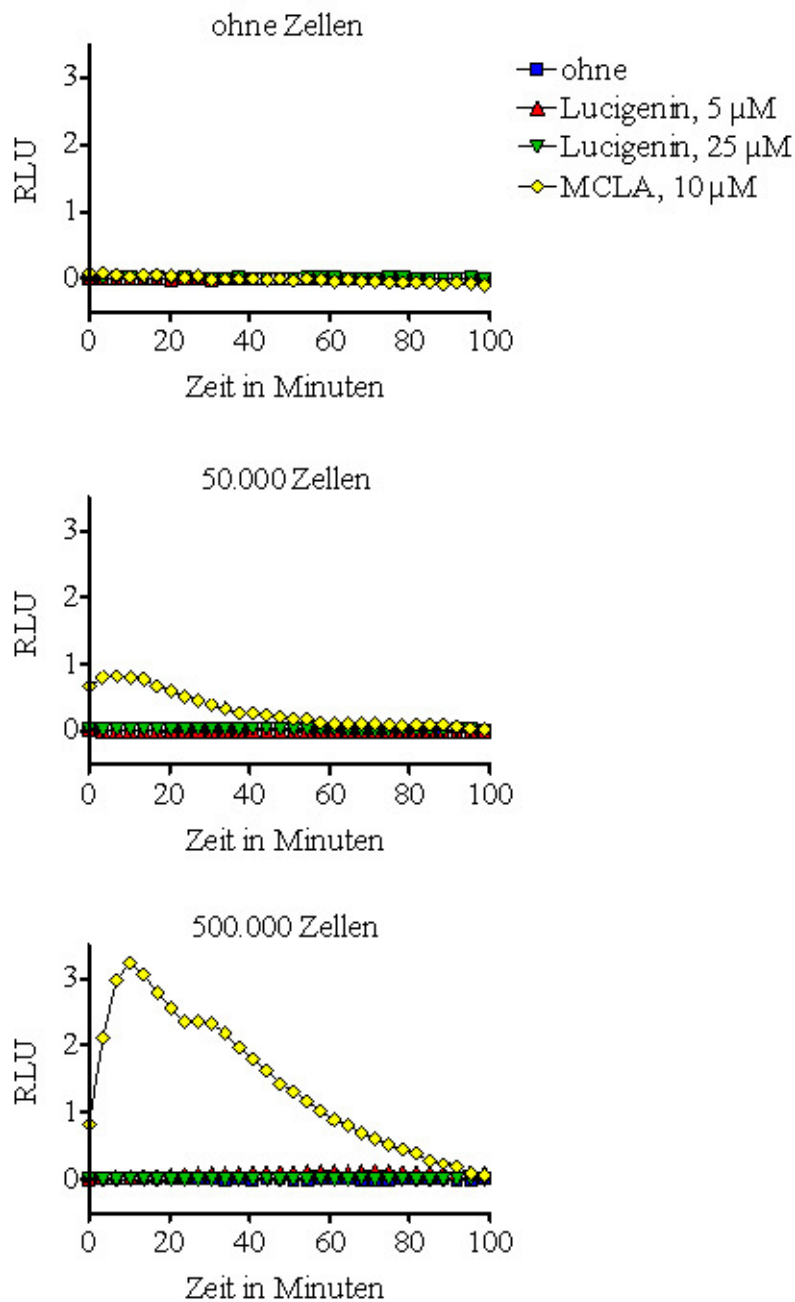 ohne Zellen
3
2
1
0
RLU
0 20 40 60 80 100
Zeit in Minuten
ohne
Lucigenin, 5 µM
Lucigenin, 25 µM
MCLA, 10 µM
50.000 Zellen
3
2
1
0
RLU
0 20 40 60 80 100
Zeit in Minuten
500.000 Zellen
3
2
1
0
RLU
0 20 40 60 80 100
Zeit in Minuten